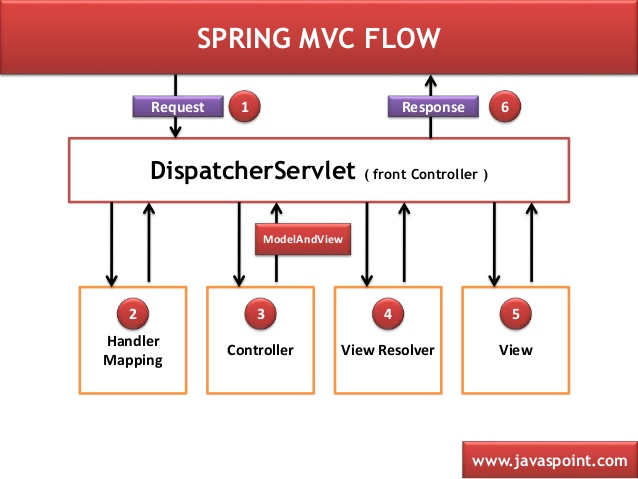 SPRING MVC FLOW
Request 1
Response 6
DispatcherServlet ( front Controller )
ModelAndView
2
Handler
Mapping
3
Controller
4
View Resolver
5
View
www.javaspoint.com